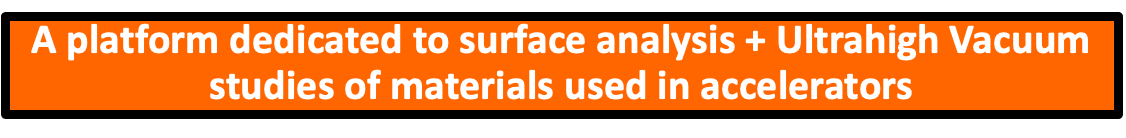 A platform dedicated to surface analysis + Ultrahigh Vacuum
studies of materials used in accelerators